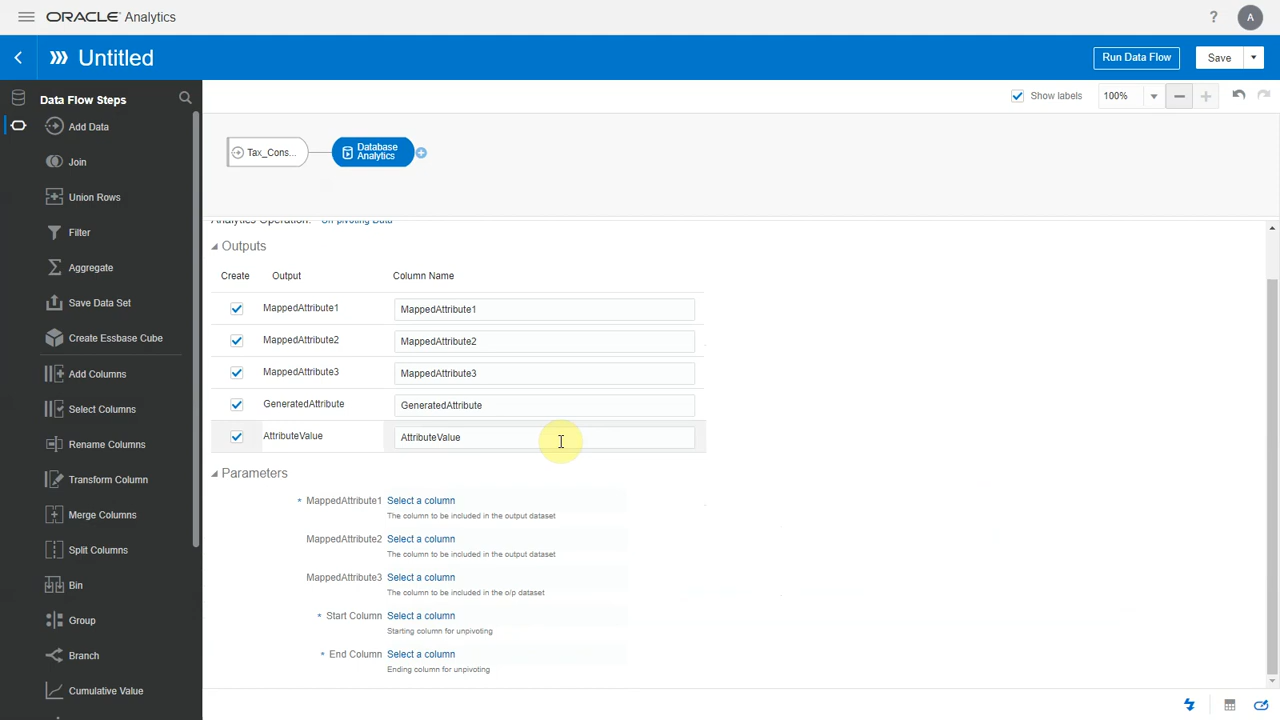 ORACLE Analytics
?
A
Untitled
Run Data Flow
Save
Data Flow Steps
Show labels
100%
Add Data
Join
Union Rows
Filter
Aggregate
Save Data Set
Create Essbase Cube
Add Columns
Select Columns
Rename Columns
Transform Column
Merge Columns
Split Columns
Bin
Group
Branch
Cumulative Value
Tax_Cons...
Database
Analytics
Analytics Operation: Un-pivoting Data
Outputs
Create Output Column Name
MappedAttribute1 MappedAttribute1
MappedAttribute2 MappedAttribute2
MappedAttribute3 MappedAttribute3
GeneratedAttribute GeneratedAttribute
AttributeValue AttributeValue
Parameters
* MappedAttribute1 Select a column
The column to be included in the output dataset
MappedAttribute2 Select a column
The column to be included in the output dataset
MappedAttribute3 Select a column
The column to be included in the o/p dataset
* Start Column Select a column
Starting column for unpivoting
* End Column Select a column
Ending column for unpivoting